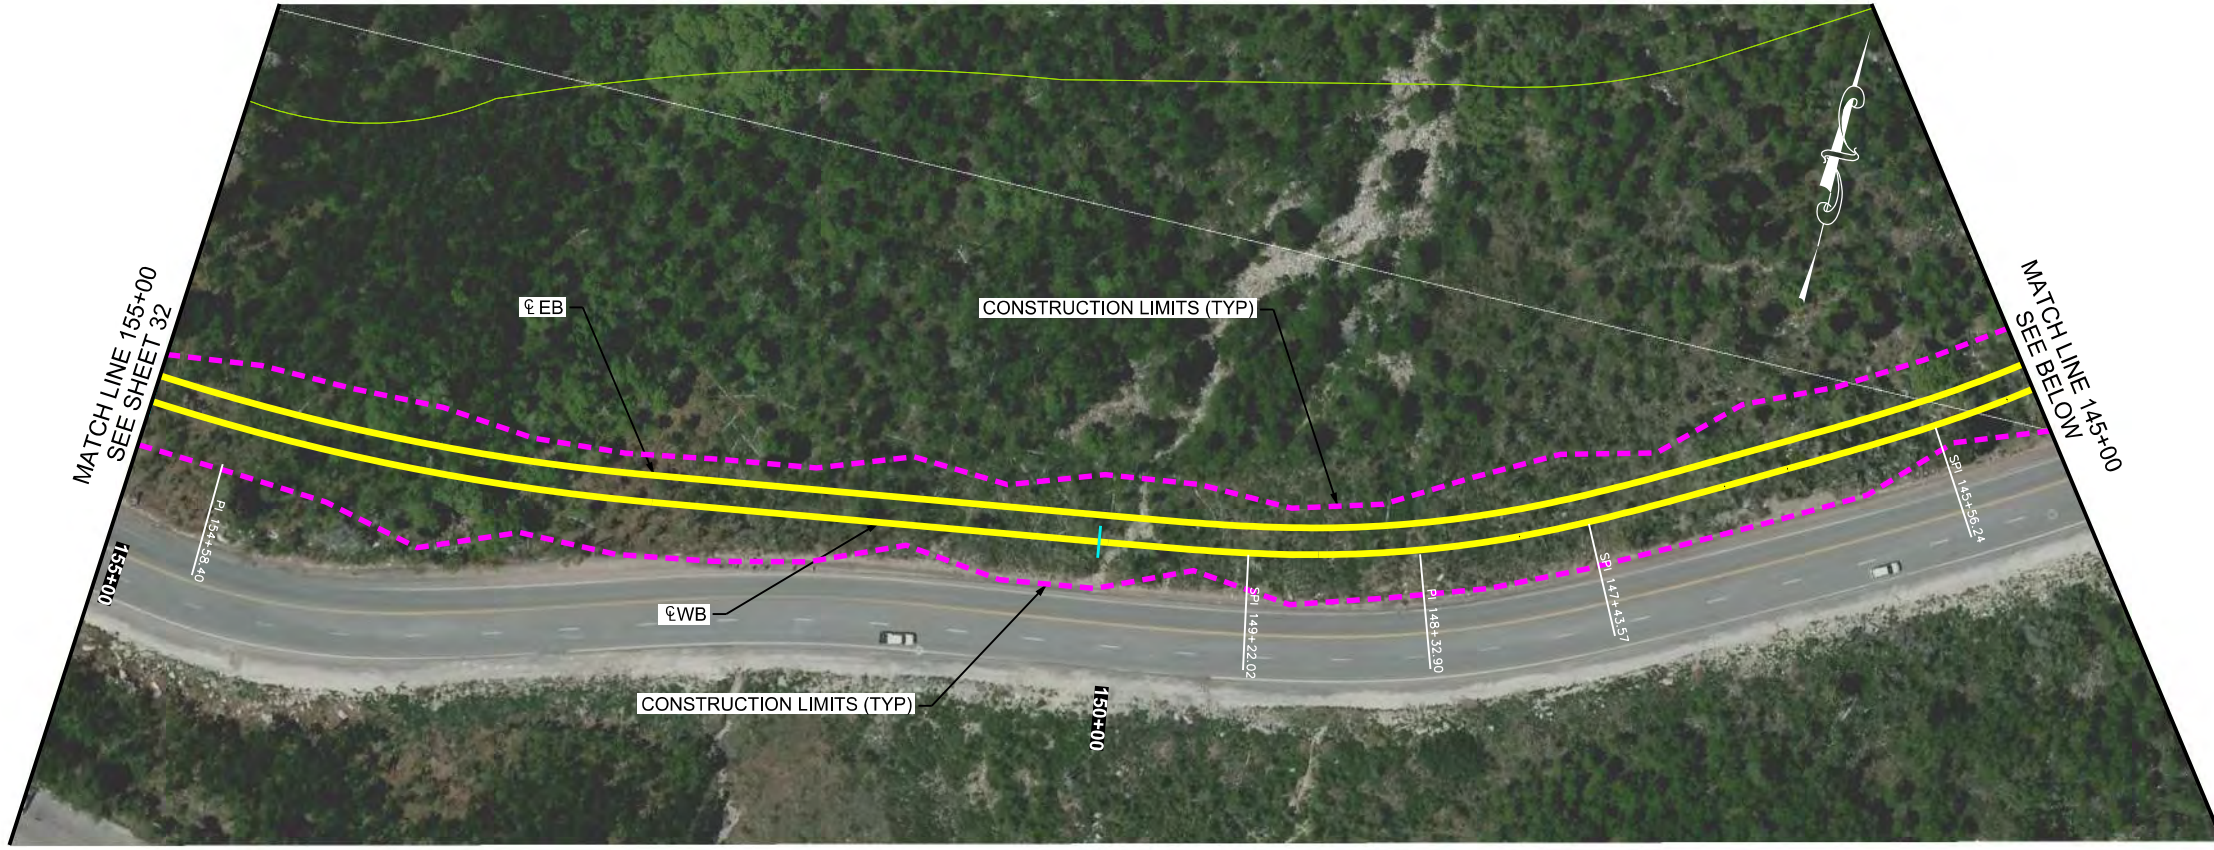 MATCH LINE 155+00
SEE SHEET 32
℄ EB
CONSTRUCTION LIMITS (TYP)
MATCH LINE 145+00
SEE BELOW
PI 154+58.40
155+00
℄ WB
CONSTRUCTION LIMITS (TYP)
150+00
SPI 149+22.02
PI 148+32.90
SPI 147+43.57
SPI 145+56.24